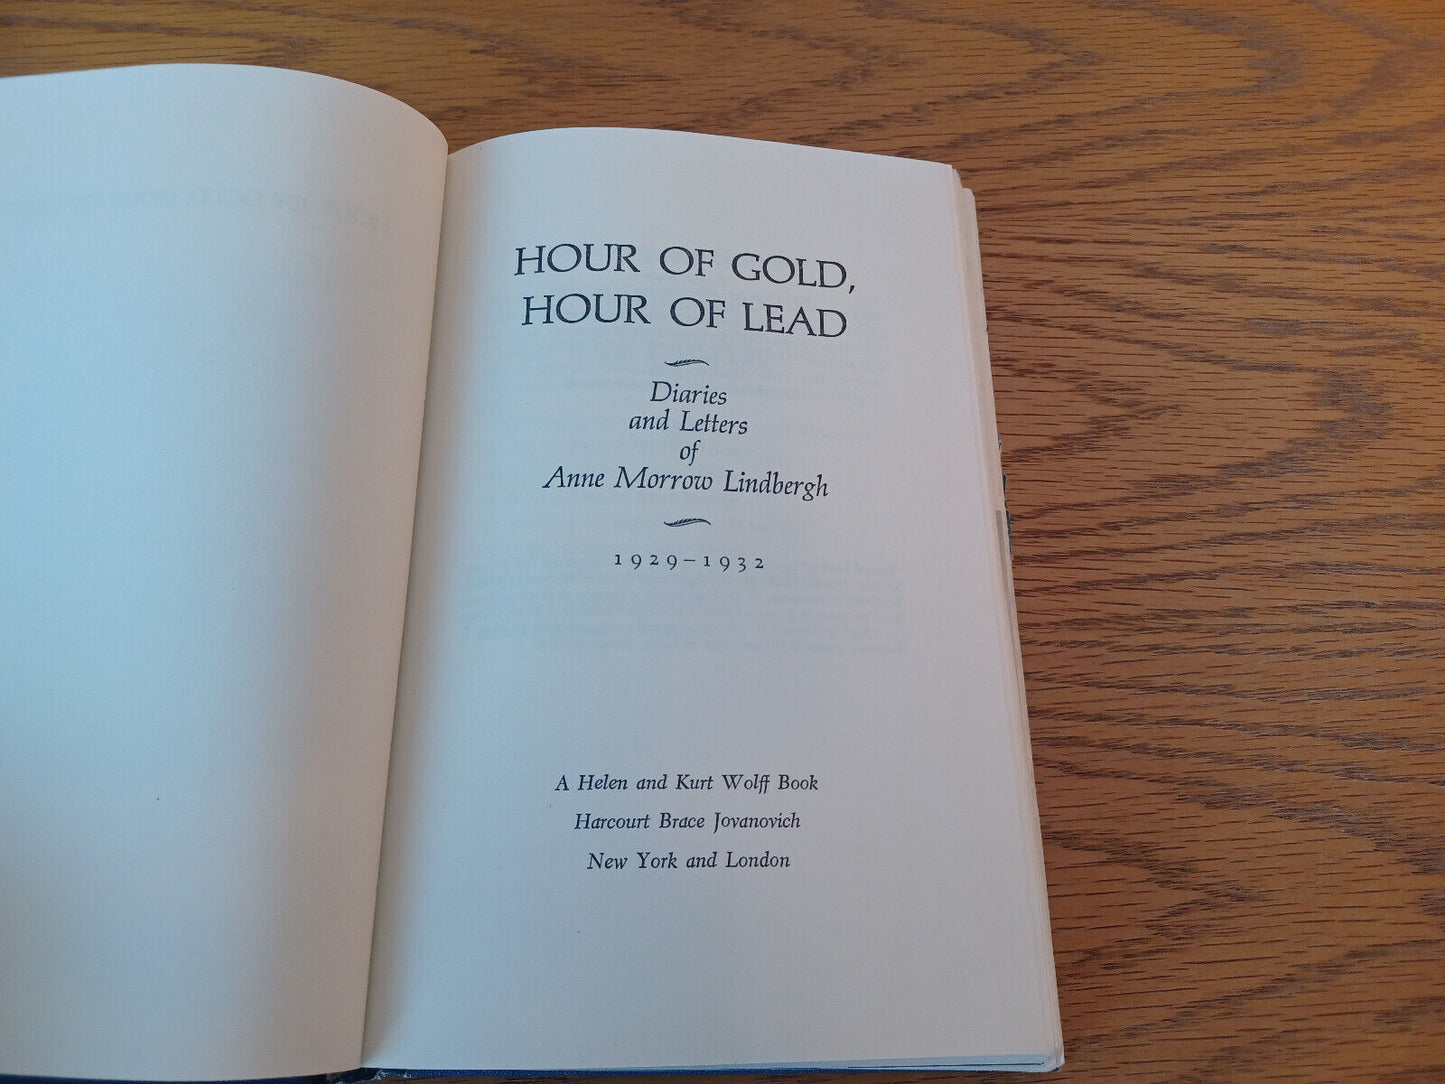 HOUR OF GOLD,
HOUR OF LEAD
Diaries
and Letters
of
Anne Morrow Lindbergh
1929–1932
A Helen and Kurt Wolff Book
Harcourt Brace Jovanovich
New York and London